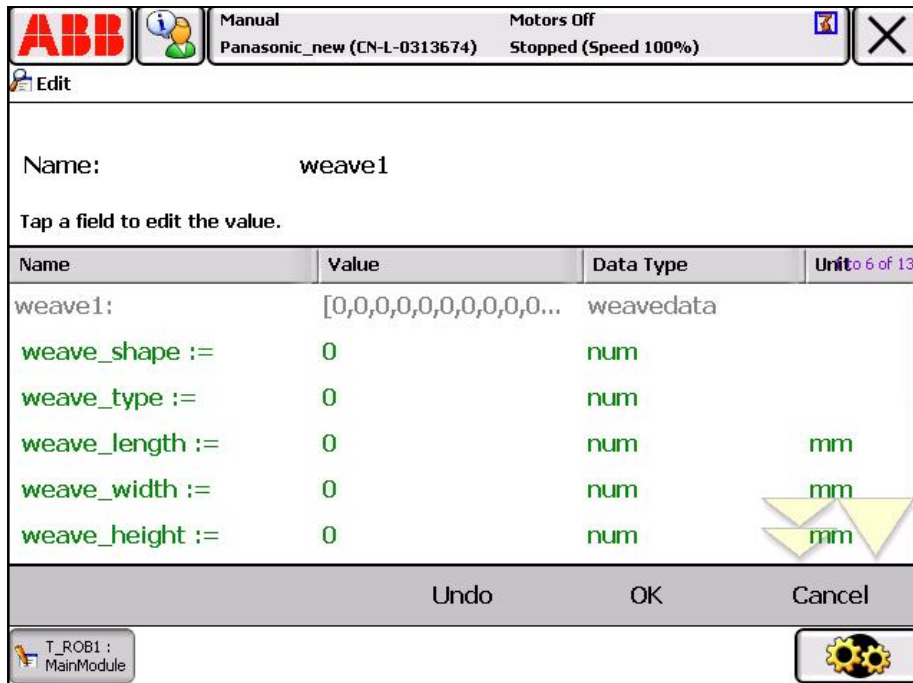 ABB
Manual Motors Off
Panasonic_new (CN-L-0313674) Stopped (Speed 100%)
Edit
Name: weave1
Tap a field to edit the value.
Name Value Data Type Unit to 6 of 13
weave1: [0,0,0,0,0,0,0,0,0,0... weavedata
weave_shape := 0 num
weave_type := 0 num
weave_length := 0 num mm
weave_width := 0 num mm
weave_height := 0 num mm
Undo OK Cancel
T_ROB1 :
MainModule